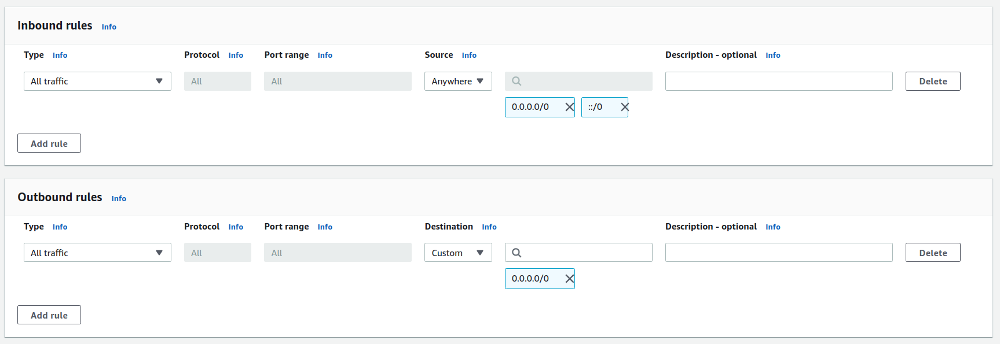 Inbound rules Info
Type Info Protocol Info Port range Info Source Info Description - optional Info
All traffic All All Anywhere Delete
0.0.0.0/0 ::/0
Add rule
Outbound rules Info
Type Info Protocol Info Port range Info Destination Info Description - optional Info
All traffic All All Custom Delete
0.0.0.0/0
Add rule